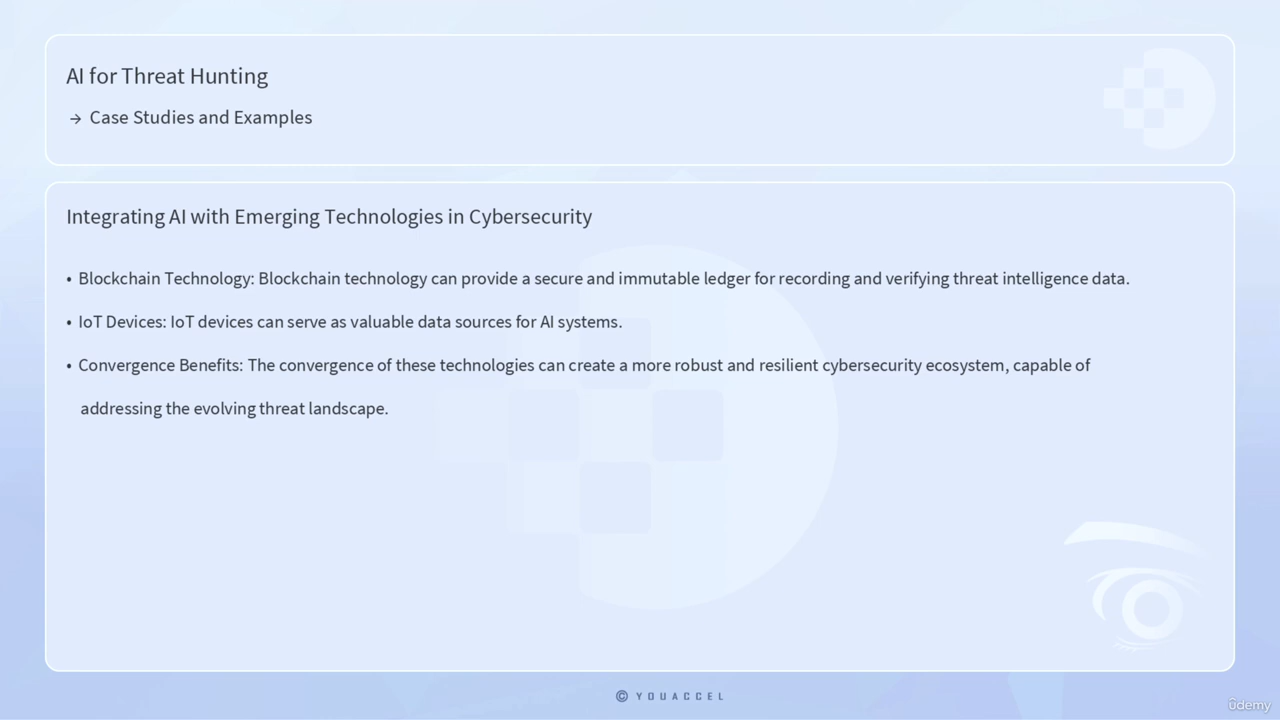 AI for Threat Hunting
→ Case Studies and Examples
Integrating AI with Emerging Technologies in Cybersecurity
• Blockchain Technology: Blockchain technology can provide a secure and immutable ledger for recording and verifying threat intelligence data.
• IoT Devices: IoT devices can serve as valuable data sources for AI systems.
• Convergence Benefits: The convergence of these technologies can create a more robust and resilient cybersecurity ecosystem, capable of
addressing the evolving threat landscape.
© YOUACCEL
ûdemy